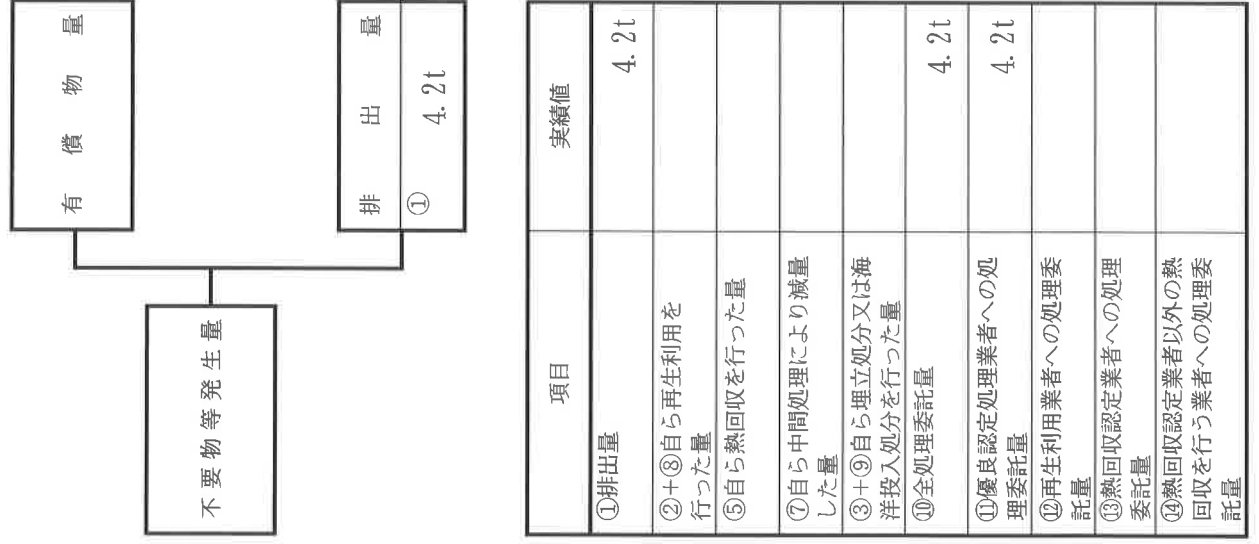 有償物量
不要物等発生量
排出量
①
4.2t
項目
実績値
①排出量
4.2t
②+⑧自ら再生利用を
行った量
⑤自ら熱回収を行った量
⑦自ら中間処理により減量
した量
③+⑨自ら埋立処分又は海
洋投入処分を行った量
⑩全処理委託量
4.2t
⑪優良認定処理業者への処
理委託量
4.2t
⑫再生利用業者への処理委
託量
⑬熱回収認定業者への処理
委託量
⑭熱回収認定業者以外の熱
回収を行う業者への処理委
託量